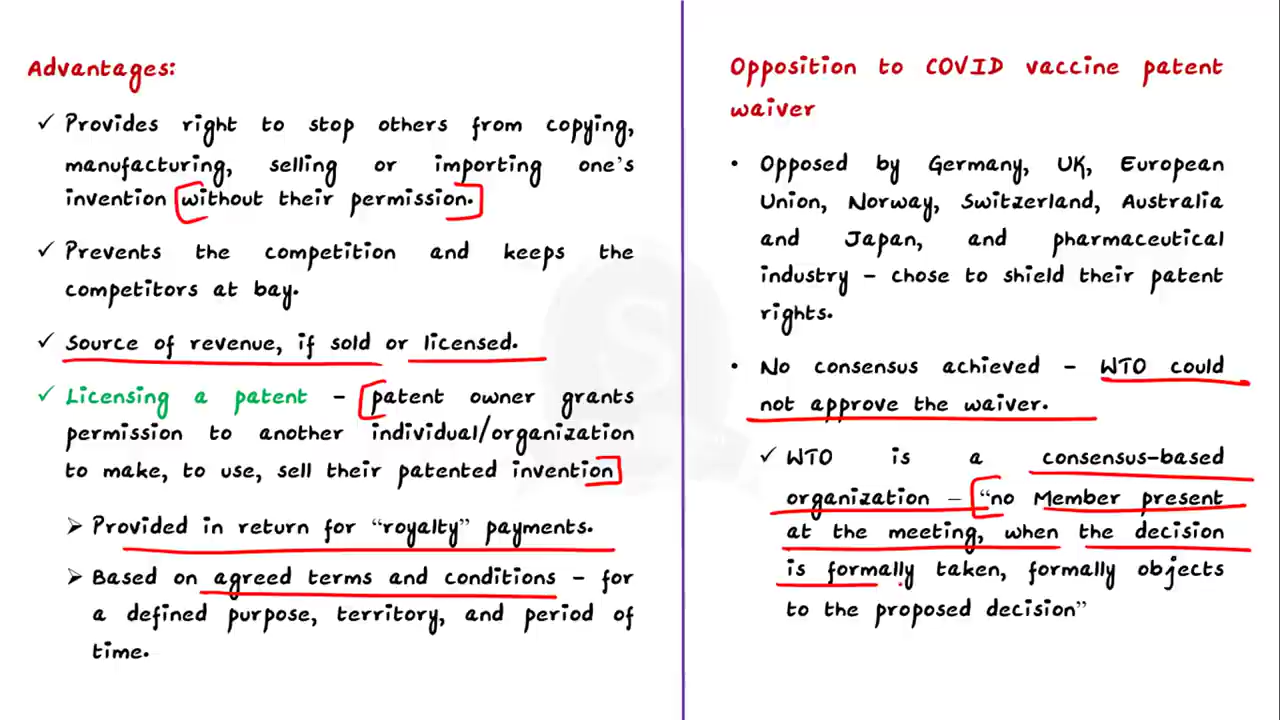 Advantages:
✓ Provides right to stop others from copying,
manufacturing, selling or importing one's
invention without their permission.
✓ Prevents the competition and keeps the
competitors at bay.
✓ Source of revenue, if sold or licensed.
✓ Licensing a patent – patent owner grants
permission to another individual/organization
to make, to use, sell their patented invention
➢ Provided in return for “royalty” payments.
➢ Based on agreed terms and conditions – for
a defined purpose, territory, and period of
time.
Opposition to COVID vaccine patent
waiver
• Opposed by Germany, UK, European
Union, Norway, Switzerland, Australia
and Japan, and pharmaceutical
industry – chose to shield their patent
rights.
• No consensus achieved – WTO could
not approve the waiver.
✓ WTO is a consensus-based
organization – “no Member present
at the meeting, when the decision
is formally taken, formally objects
to the proposed decision”